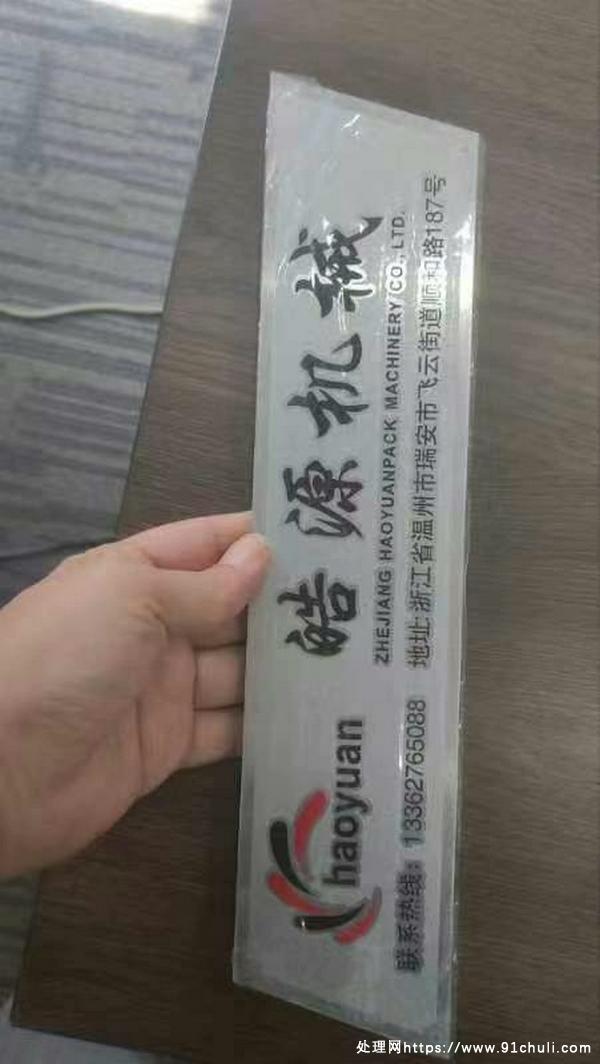 皓源机械
haoyuan
ZHEJIANG HAOYUANPACK MACHINERY CO., LTD.
联系热线：13362765088
地址:浙江省温州市瑞安市飞云街道顺和路187号
处理网https://www.91chuli.com/